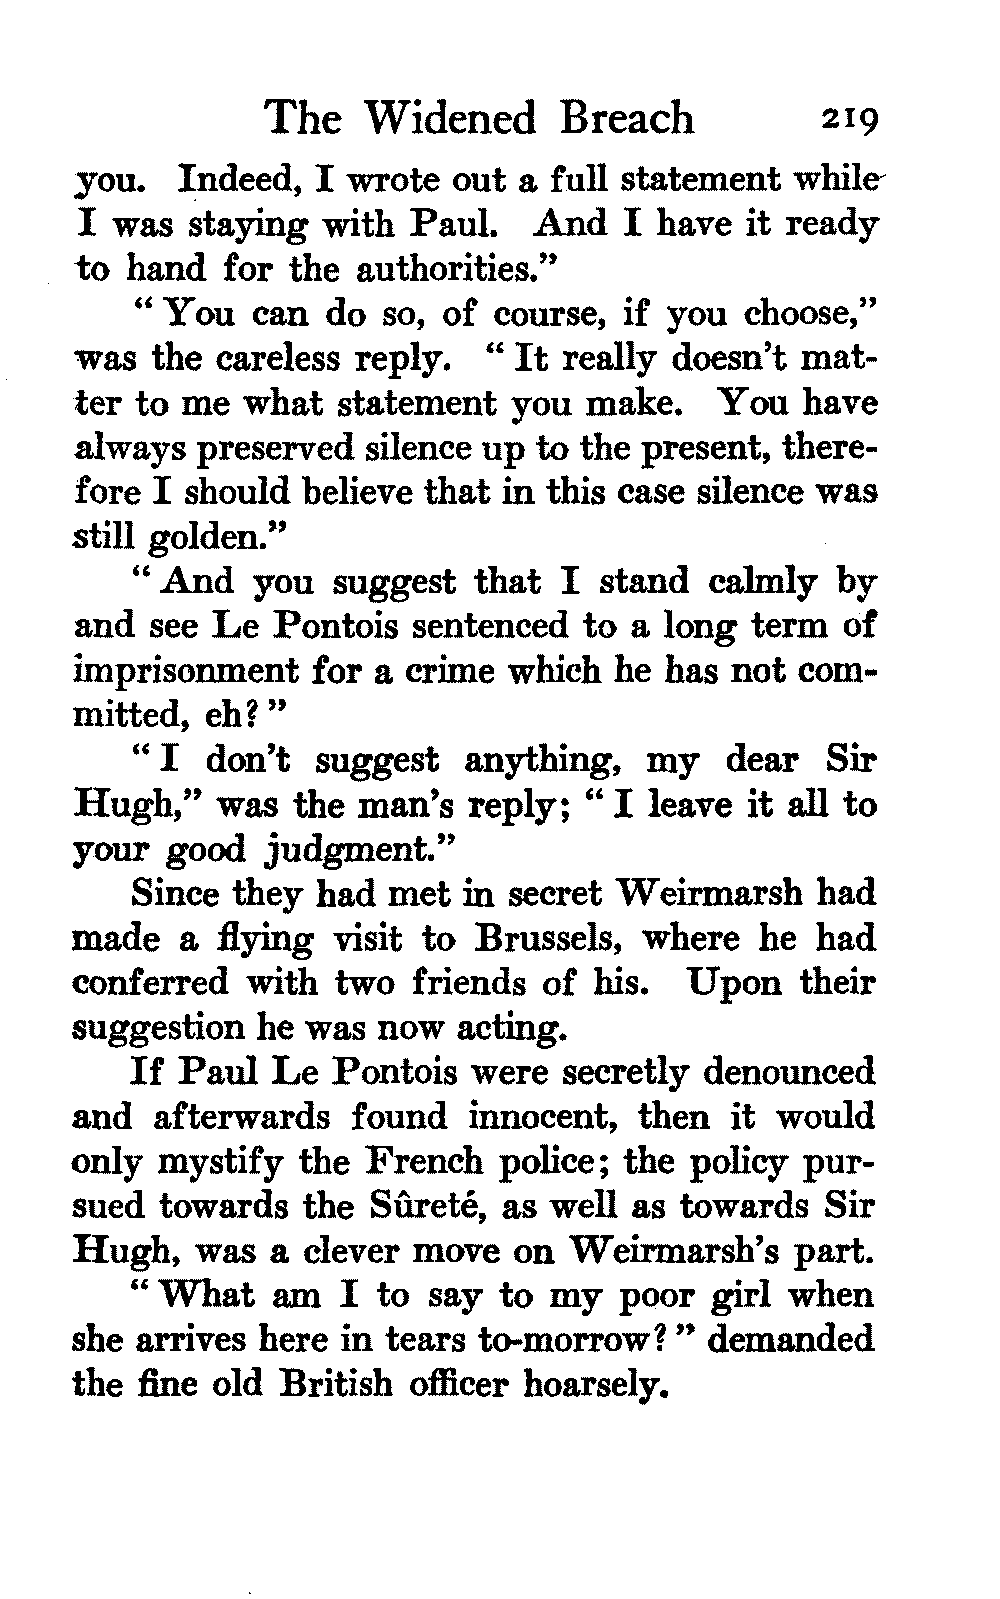 The Widened Breach 219
you. Indeed, I wrote out a full statement while
I was staying with Paul. And I have it ready
to hand for the authorities."
"You can do so, of course, if you choose,"
was the careless reply. "It really doesn't mat-
ter to me what statement you make. You have
always preserved silence up to the present, there-
fore I should believe that in this case silence was
still golden."
"And you suggest that I stand calmly by
and see Le Pontois sentenced to a long term of
imprisonment for a crime which he has not com-
mitted, eh?"
"I don't suggest anything, my dear Sir
Hugh," was the man's reply; "I leave it all to
your good judgment."
Since they had met in secret Weirmarsh had
made a flying visit to Brussels, where he had
conferred with two friends of his. Upon their
suggestion he was now acting.
If Paul Le Pontois were secretly denounced
and afterwards found innocent, then it would
only mystify the French police; the policy pur-
sued towards the Sûreté, as well as towards Sir
Hugh, was a clever move on Weirmarsh's part.
"What am I to say to my poor girl when
she arrives here in tears to-morrow?" demanded
the fine old British officer hoarsely.